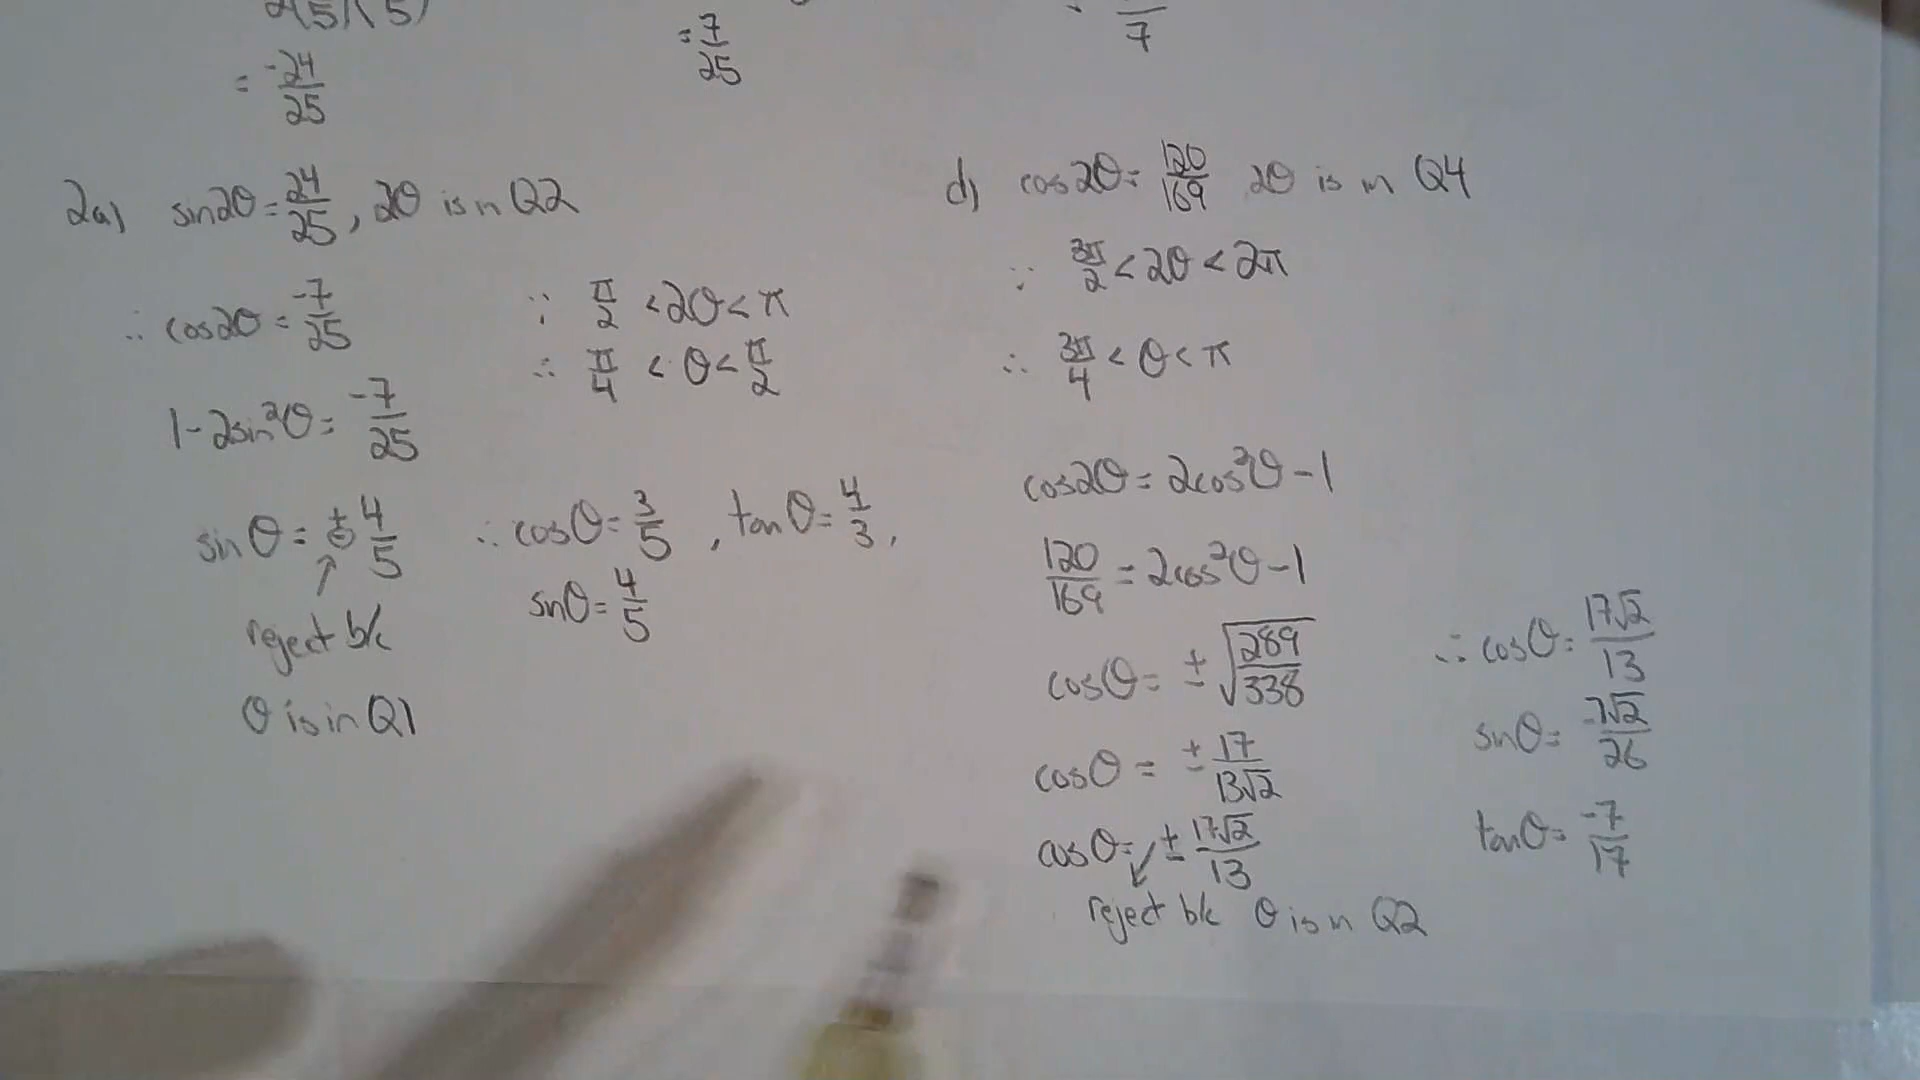 = -24/25
= 7/25
7
2a) sin2θ = 24/25, 2θ is in Q2
∴ cos2θ = -7/25
∵ π/2 < 2θ < π
∴ π/4 < θ < π/2
1 - 2sin²θ = -7/25
sinθ = ± 4/5
∴ cosθ = 3/5, tanθ = 4/3,
sinθ = 4/5
reject b/c
θ is in Q1
d) cos2θ = 120/169 2θ is in Q4
∵ 3π/2 < 2θ < 2π
∴ 3π/4 < θ < π
cos2θ = 2cos²θ - 1
120/169 = 2cos²θ - 1
cosθ = ± √(289/338)
cosθ = ± 17/13√2
cosθ = ± 17√2/13
reject b/c θ is in Q2
∴ cosθ = 17√2/13
sinθ = -7√2/26
tanθ = -7/17